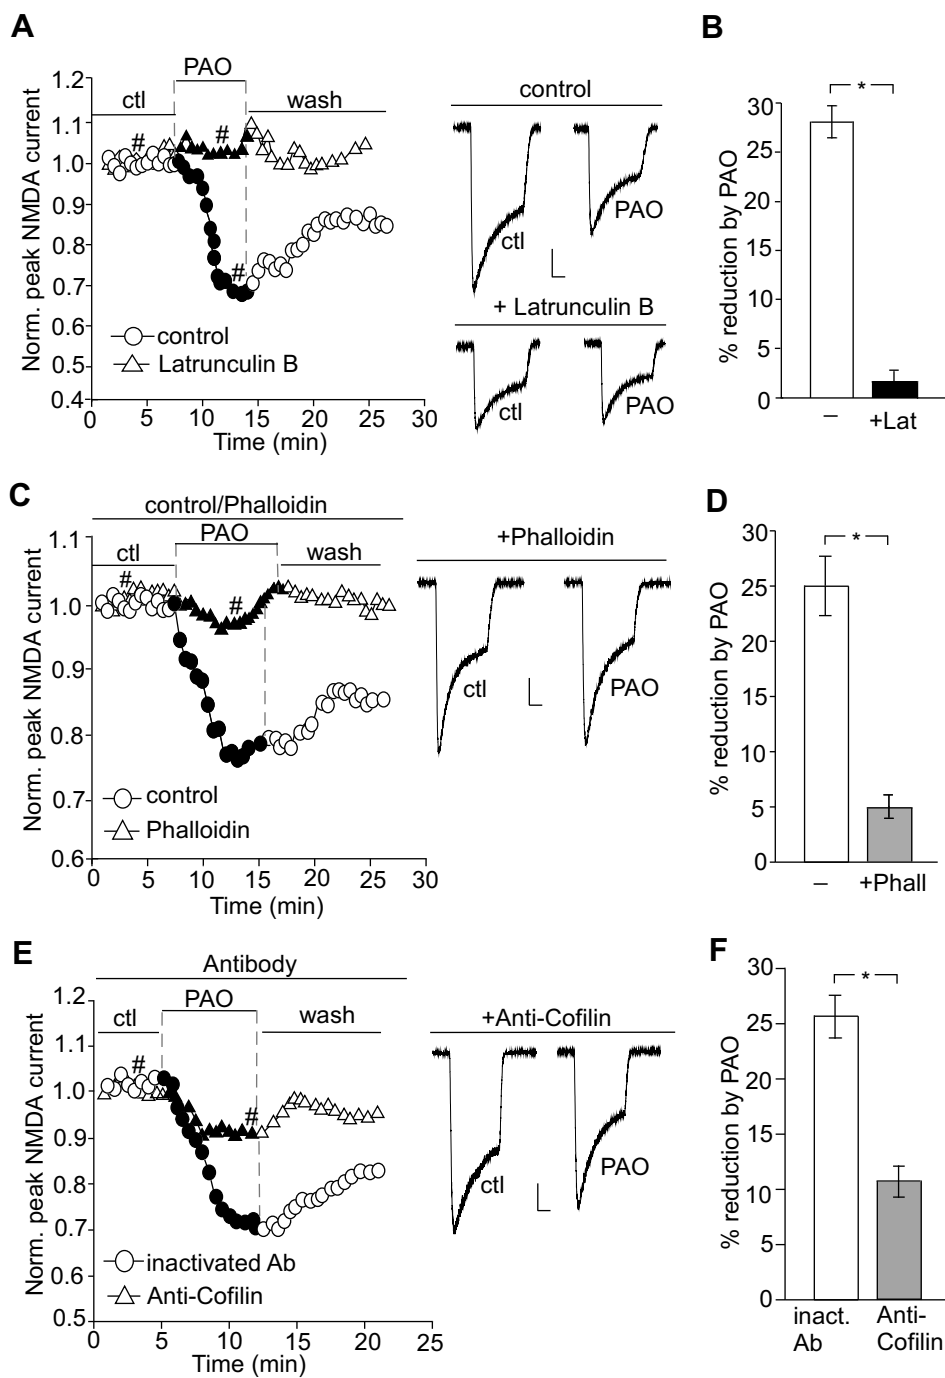 A
Norm. peak NMDA current
1.2
1.1
1.0
0.9
0.8
0.7
0.6
0.5
0.4
PAO
ctl
wash
#
#
#
control
Latrunculin B
0 5 10 15 20 25 30
Time (min)
control
ctl
PAO
+ Latrunculin B
ctl
PAO
B
% reduction by PAO
30
25
20
15
10
5
0
*
– +Lat
C
Norm. peak NMDA current
control/Phalloidin
PAO
ctl
wash
1.1
1.0
0.9
0.8
0.7
0.6
#
#
control
Phalloidin
0 5 10 15 20 25 30
Time (min)
+Phalloidin
ctl
PAO
D
% reduction by PAO
30
25
20
15
10
5
0
*
– +Phall
E
Norm. peak NMDA current
Antibody
PAO
ctl
wash
1.2
1.1
1.0
0.9
0.8
0.7
0.6
0.5
#
#
inactivated Ab
Anti-Cofilin
0 5 10 15 20 25
Time (min)
+Anti-Cofilin
ctl
PAO
F
% reduction by PAO
30
25
20
15
10
5
0
*
inact. Anti-
Ab Cofilin